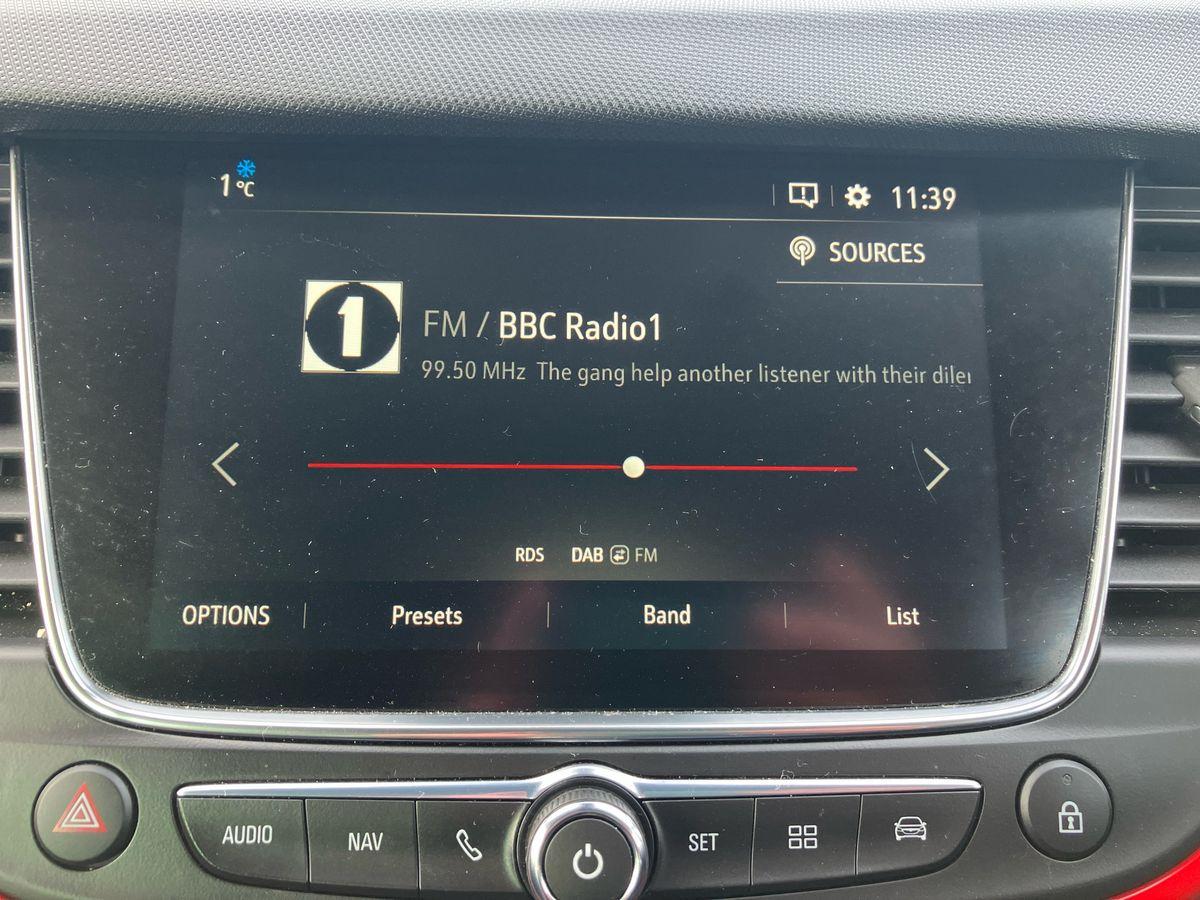 1 °C
11:39
SOURCES
1
FM / BBC Radio1
99.50 MHz The gang help another listener with their
RDS DAB FM
OPTIONS Presets Band List
AUDIO NAV SET